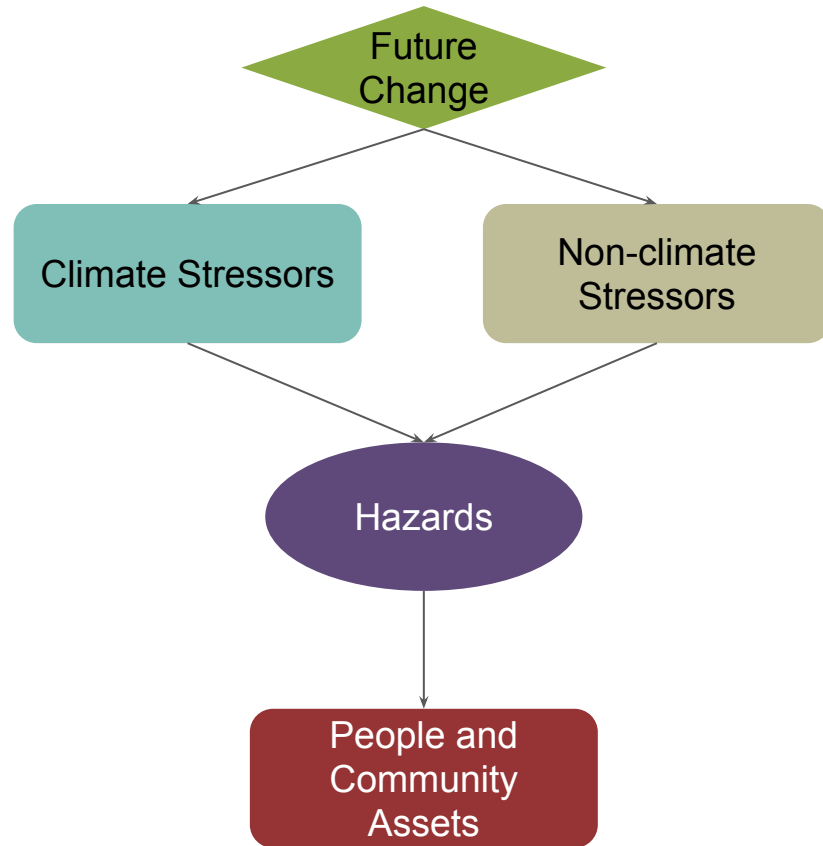 Future
Change
Climate Stressors
Non-climate
Stressors
Hazards
People and
Community
Assets